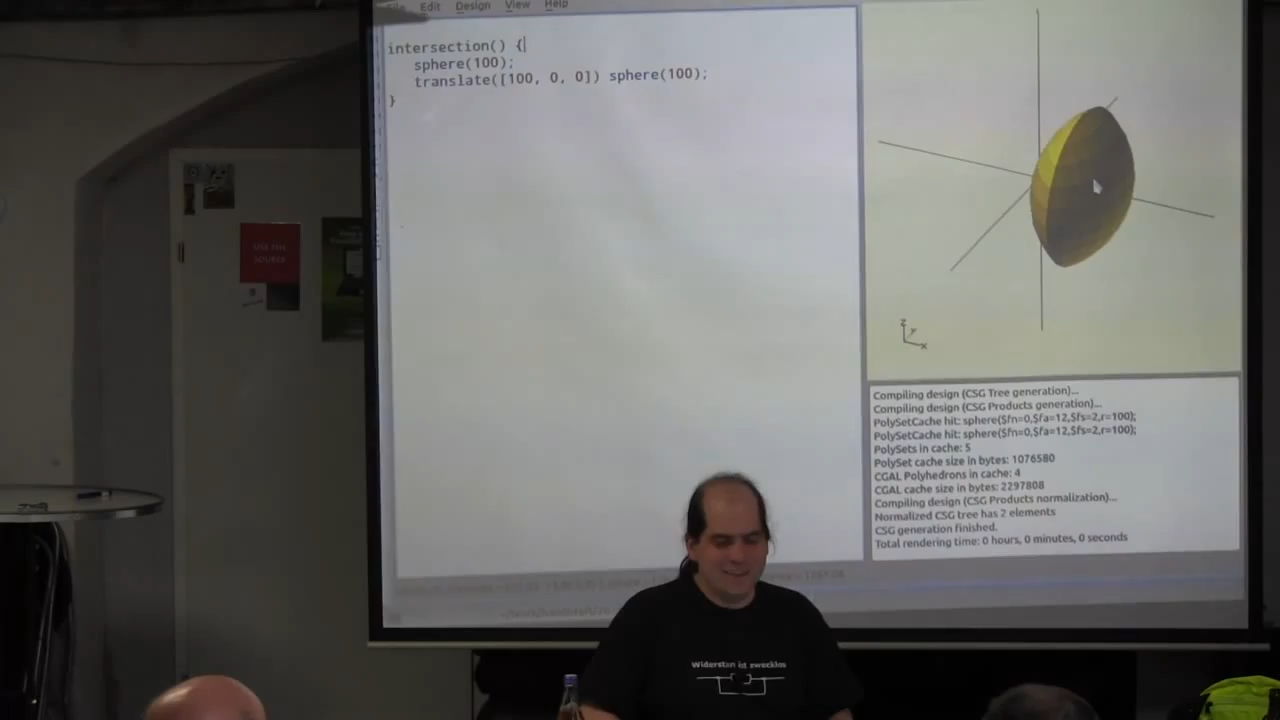 File Edit Design View Help
intersection() {
sphere(100);
translate([100, 0, 0]) sphere(100);
}
USE THE
SOURCE
z
y
x
Compiling design (CSG Tree generation)...
Compiling design (CSG Products generation)...
PolySetCache hit: sphere($fn=0,$fa=12,$fs=2,r=100);
PolySetCache hit: sphere($fn=0,$fa=12,$fs=2,r=100);
PolySets in cache: 5
PolySet cache size in bytes: 1076580
CGAL Polyhedrons in cache: 4
CGAL cache size in bytes: 2297808
Compiling design (CSG Products normalization)...
Normalized CSG tree has 2 elements
CSG generation finished.
Total rendering time: 0 hours, 0 minutes, 0 seconds
Widerstan ist zwecklos